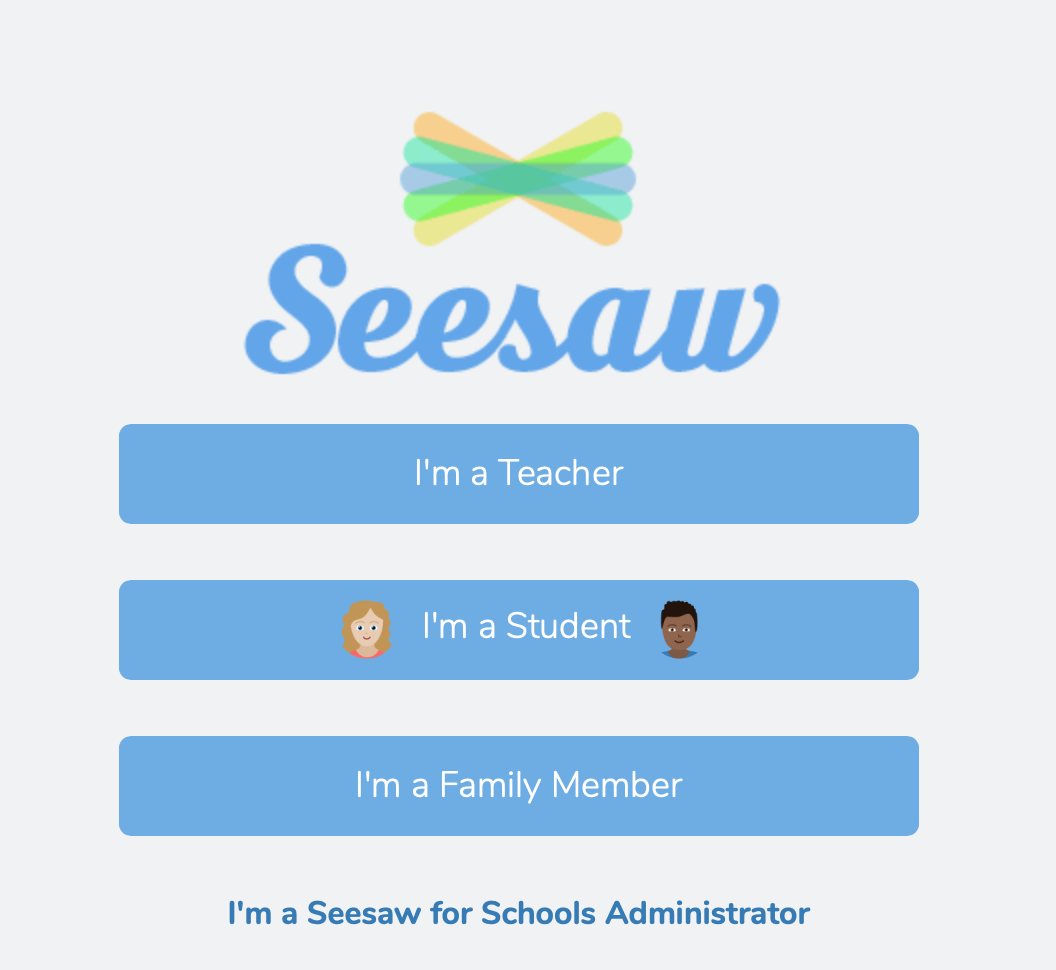 Seesaw
I'm a Teacher
I'm a Student
I'm a Family Member
I'm a Seesaw for Schools Administrator